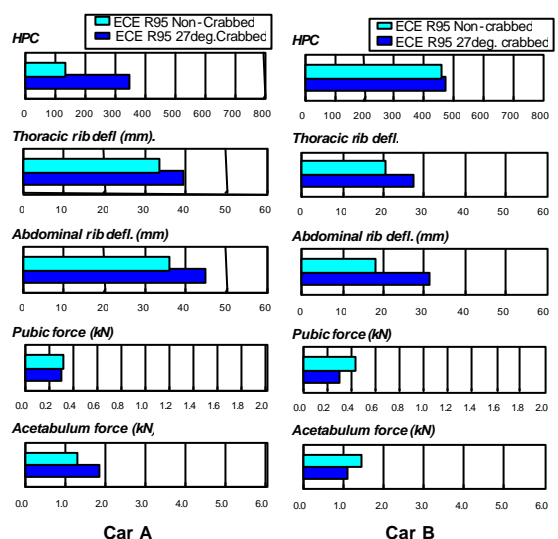 ECE R95 Non-Crabbed
ECE R95 27deg.Crabbed
HPC
0 100 200 300 400 500 600 700 800
Thoracic rib defl (mm).
0 10 20 30 40 50 60
Abdominal rib defl. (mm)
0 10 20 30 40 50 60
Pubic force (kN)
0.0 0.2 0.4 0.6 0.8 1.0 1.2 1.4 1.6 1.8 2.0
Acetabulum force (kN)
0.0 1.0 2.0 3.0 4.0 5.0 6.0
Car A
ECE R95 Non-crabbed
ECE R95 27deg. crabbed
HPC
0 100 200 300 400 500 600 700 800
Thoracic rib defl.
0 10 20 30 40 50 60
Abdominal rib defl. (mm)
0 10 20 30 40 50 60
Pubic force (kN)
0.0 0.2 0.4 0.6 0.8 1.0 1.2 1.4 1.6 1.8 2.0
Acetabulum force (kN)
0.0 1.0 2.0 3.0 4.0 5.0 6.0
Car B